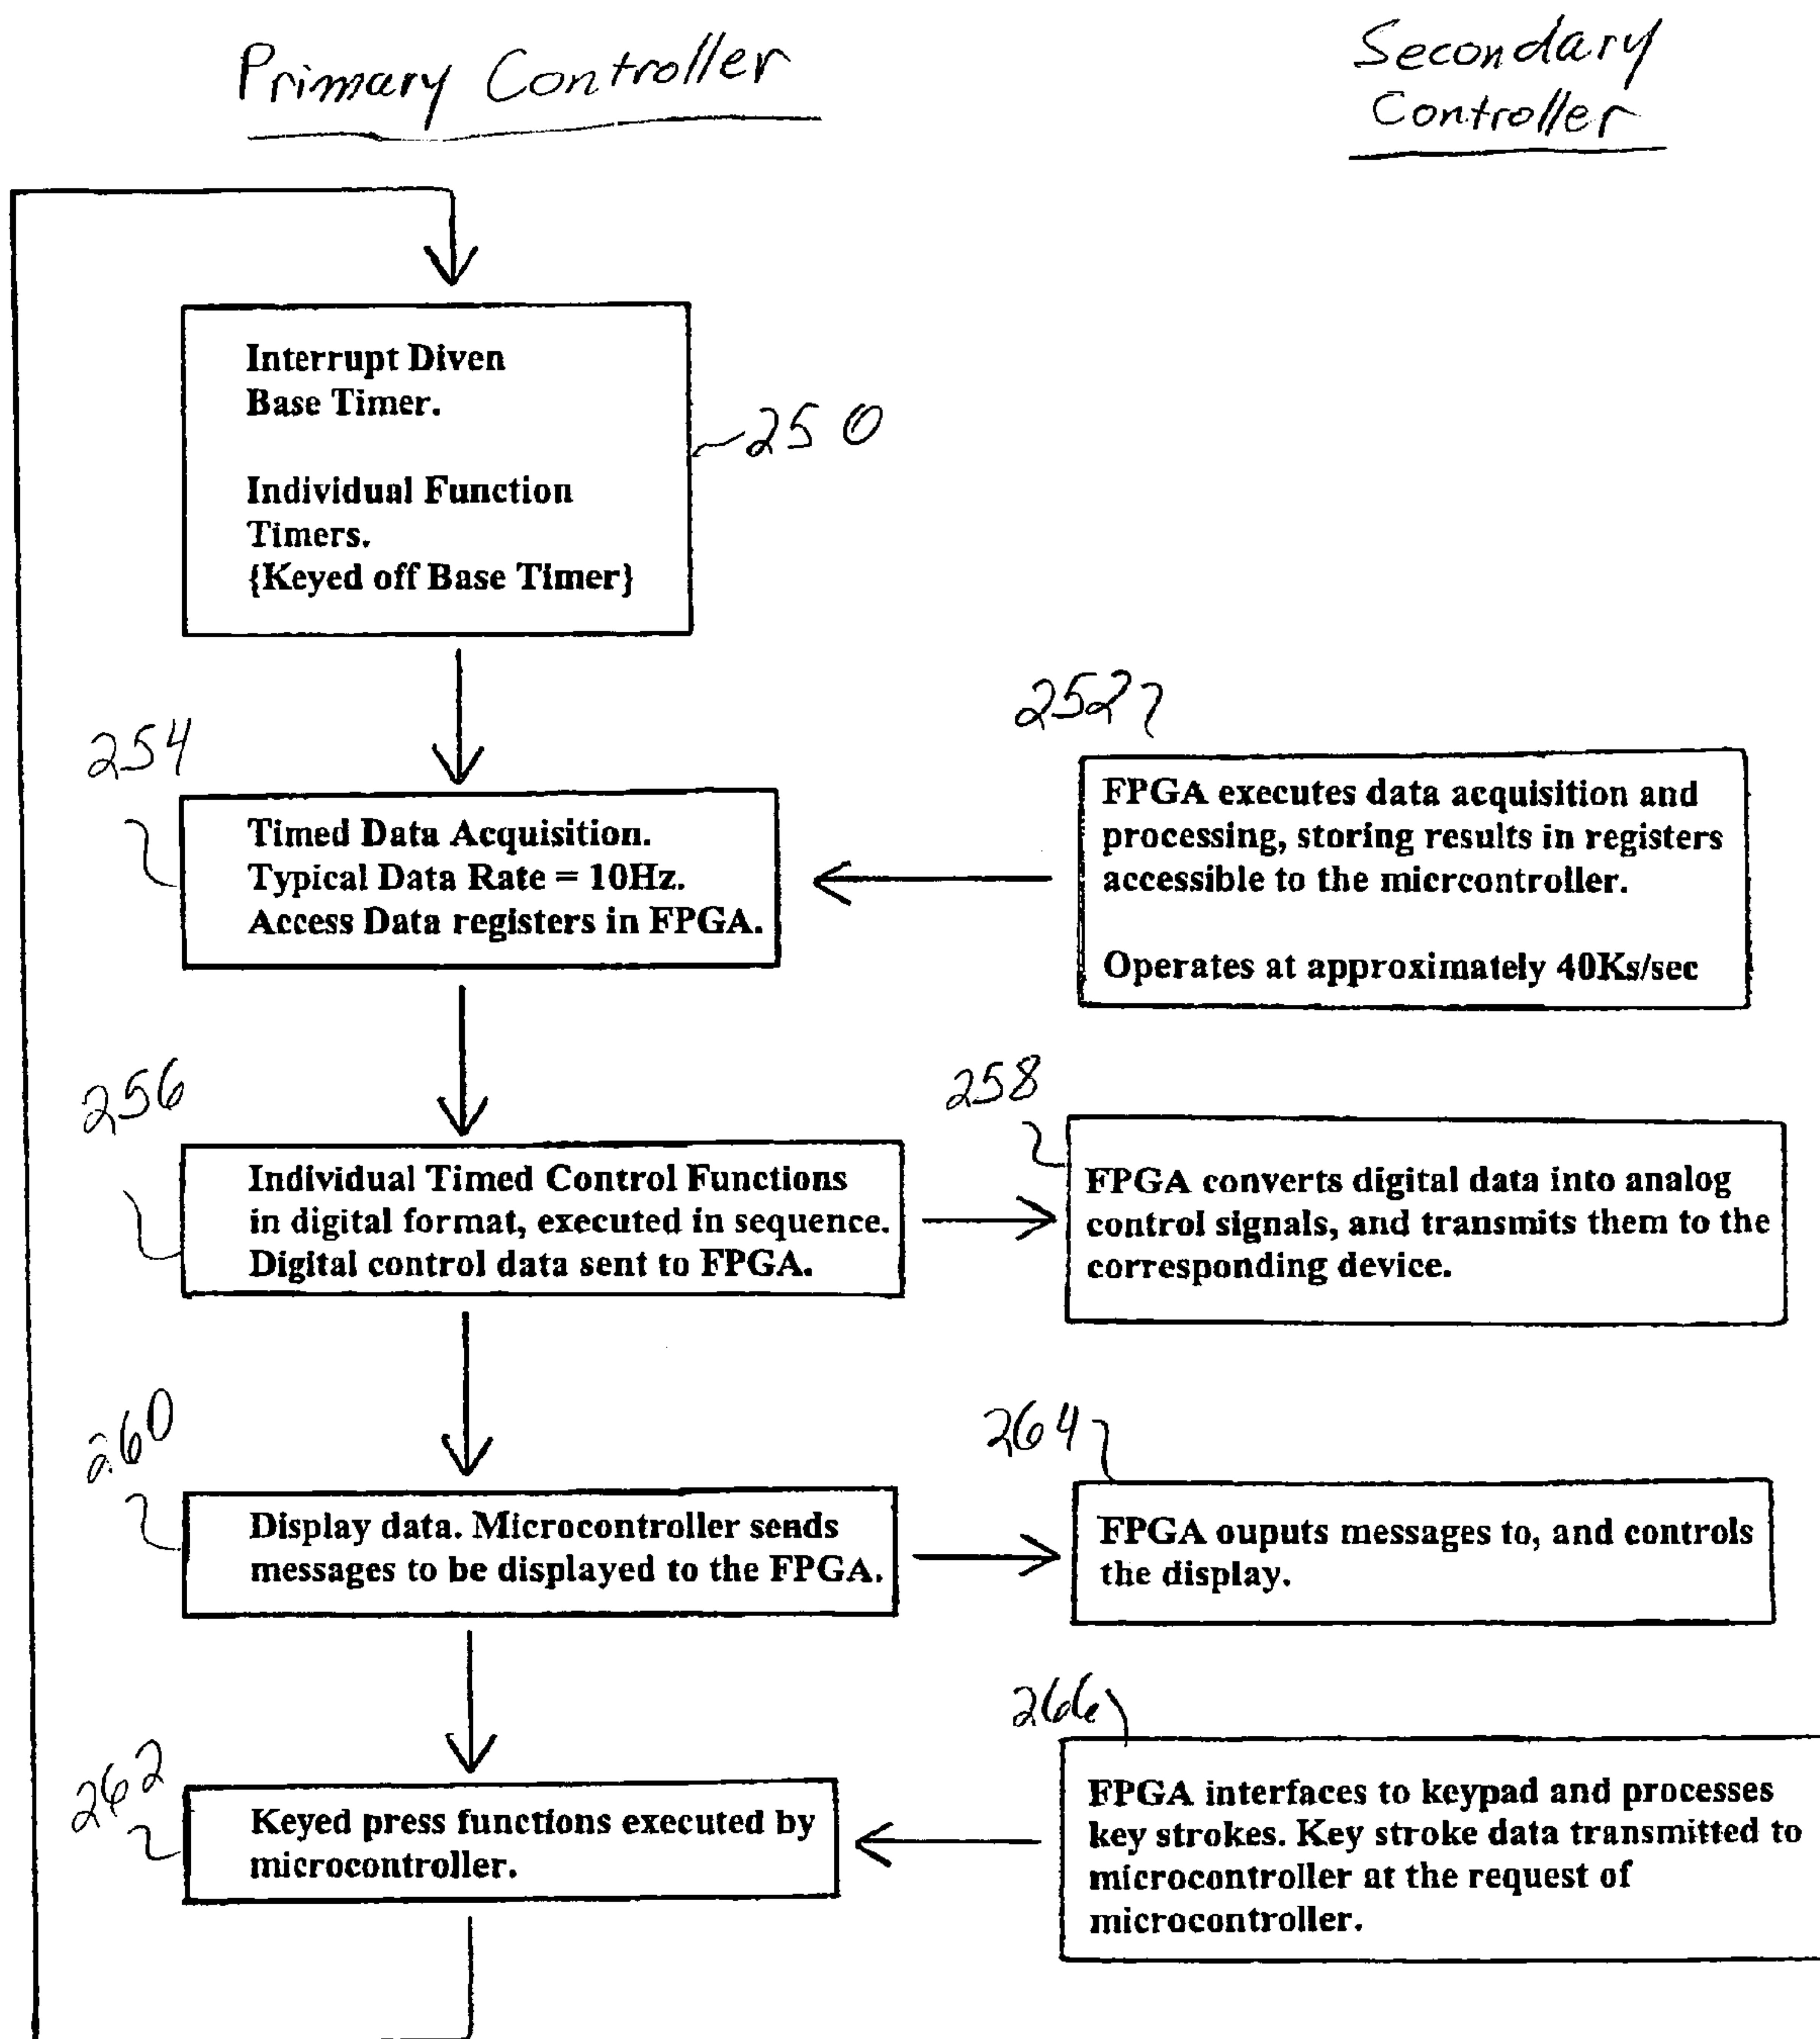 Primary Controller
Secondary
Controller
Interrupt Diven
Base Timer.
Individual Function
Timers.
{Keyed off Base Timer}
250
252
254
Timed Data Acquisition.
Typical Data Rate = 10Hz.
Access Data registers in FPGA.
FPGA executes data acquisition and
processing, storing results in registers
accessible to the micrcontroller.
Operates at approximately 40Ks/sec
256
Individual Timed Control Functions
in digital format, executed in sequence.
Digital control data sent to FPGA.
258
FPGA converts digital data into analog
control signals, and transmits them to the
corresponding device.
260
Display data. Microcontroller sends
messages to be displayed to the FPGA.
264
FPGA ouputs messages to, and controls
the display.
262
Keyed press functions executed by
microcontroller.
266
FPGA interfaces to keypad and processes
key strokes. Key stroke data transmitted to
microcontroller at the request of
microcontroller.